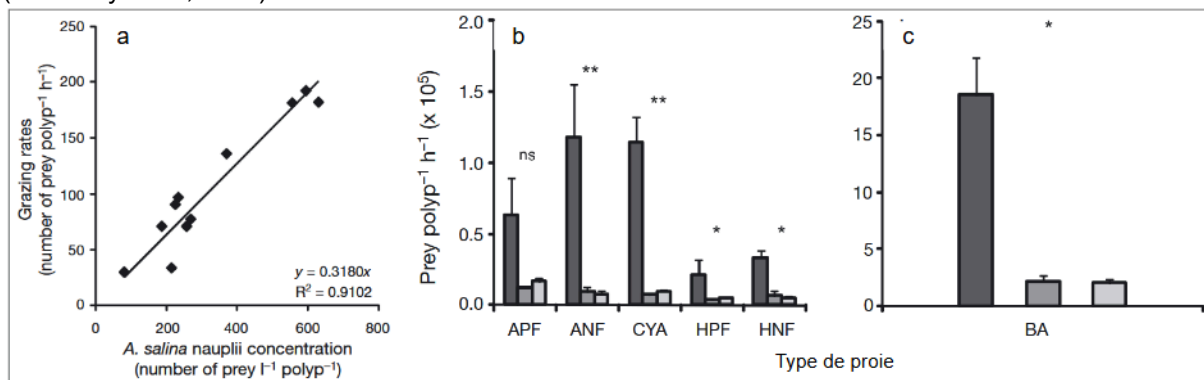 a
250
200
150
100
50
0
Grazing rates
(number of prey polyp⁻¹ h⁻¹)
y = 0.3180x
R² = 0.9102
0 200 400 600 800
A. salina nauplii concentration
(number of prey l⁻¹ polyp⁻¹)
b
2.0
1.5
1.0
0.5
0.0
Prey polyp⁻¹ h⁻¹ (x 10⁵)
ns
**
**
*
*
APF ANF CYA HPF HNF
c
*
25
20
15
10
5
0
BA
Type de proie